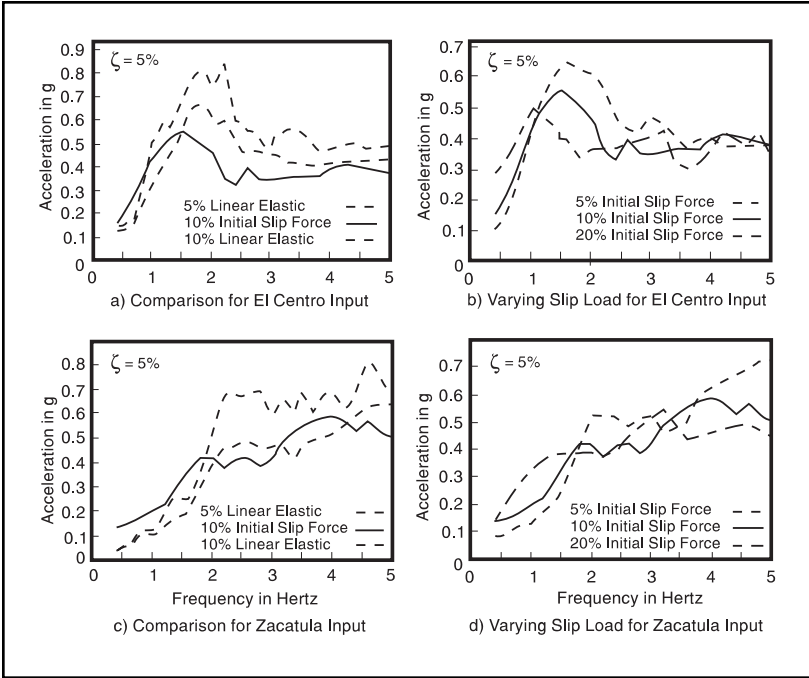 ζ = 5%
Acceleration in g
0.9
0.8
0.7
0.6
0.5
0.4
0.3
0.2
0.1
0
5% Linear Elastic
10% Initial Slip Force
10% Linear Elastic
0 1 2 3 4 5
a) Comparison for El Centro Input
ζ = 5%
Acceleration in g
0.7
0.6
0.5
0.4
0.3
0.2
0.1
0
5% Initial Slip Force
10% Initial Slip Force
20% Initial Slip Force
0 1 2 3 4 5
b) Varying Slip Load for El Centro Input
ζ = 5%
Acceleration in g
0.8
0.7
0.6
0.5
0.4
0.3
0.2
0.1
0
5% Linear Elastic
10% Initial Slip Force
10% Linear Elastic
0 1 2 3 4 5
Frequency in Hertz
c) Comparison for Zacatula Input
ζ = 5%
Acceleration in g
0.7
0.6
0.5
0.4
0.3
0.2
0.1
0
5% Initial Slip Force
10% Initial Slip Force
20% Initial Slip Force
0 1 2 3 4 5
Frequency in Hertz
d) Varying Slip Load for Zacatula Input